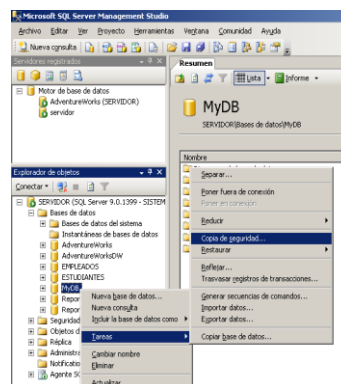 Microsoft SQL Server Management Studio
Archivo Editar Ver Proyecto Herramientas Ventana Comunidad Ayuda
Nueva consulta
Servidores registrados
Resumen
Lista
Informe
Motor de base de datos
AdventureWorks (SERVIDOR)
servidor
MyDB
SERVIDOR\Bases de datos\MyDB
Nombre
Explorador de objetos
Conectar
SERVIDOR (SQL Server 9.0.1399 - SISTEM
Bases de datos
Bases de datos del sistema
Instantáneas de bases de datos
AdventureWorks
AdventureWorksDW
EMPLEADOS
ESTUDIANTES
MyDB
Repor
Repor
Seguridad
Objetos d
Réplica
Administra
Notificatio
Agente SQ
Nueva base de datos...
Nueva consulta
Incluir la base de datos como
Tareas
Cambiar nombre
Eliminar
Actualizar
Separar...
Poner fuera de conexión
Poner en conexión
Reducir
Copia de seguridad...
Restaurar
Reflejar...
Trasvasar registros de transacciones...
Generar secuencias de comandos...
Importar datos...
Exportar datos...
Copiar base de datos...